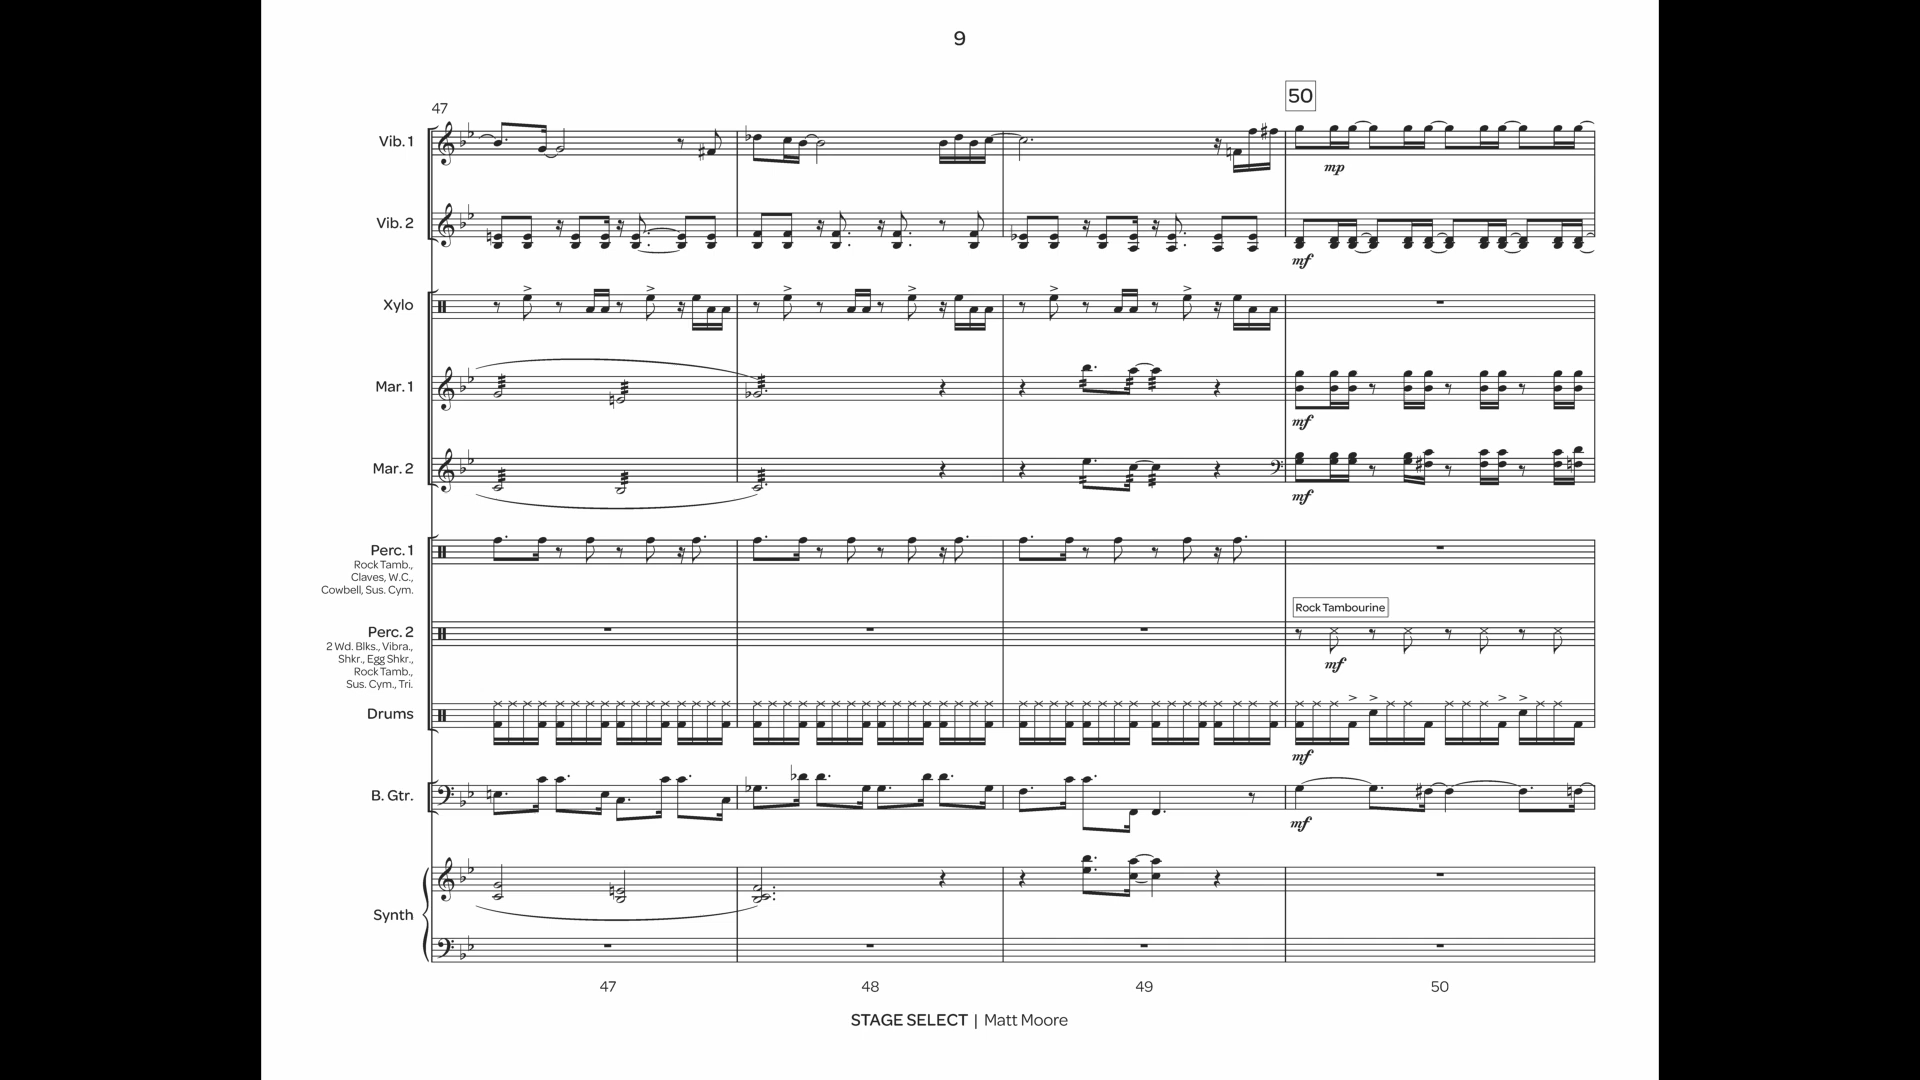 9
47
50
Vib. 1
mp
Vib. 2
mf
Xylo
Mar. 1
mf
Mar. 2
mf
Perc. 1
Rock Tamb.,
Claves, W.C.,
Cowbell, Sus. Cym.
Rock Tambourine
Perc. 2
2 Wd. Blks., Vibra.,
Shkr., Egg Shkr.,
Rock Tamb.,
Sus. Cym., Tri.
mf
Drums
mf
B. Gtr.
mf
Synth
47 48 49 50
STAGE SELECT | Matt Moore